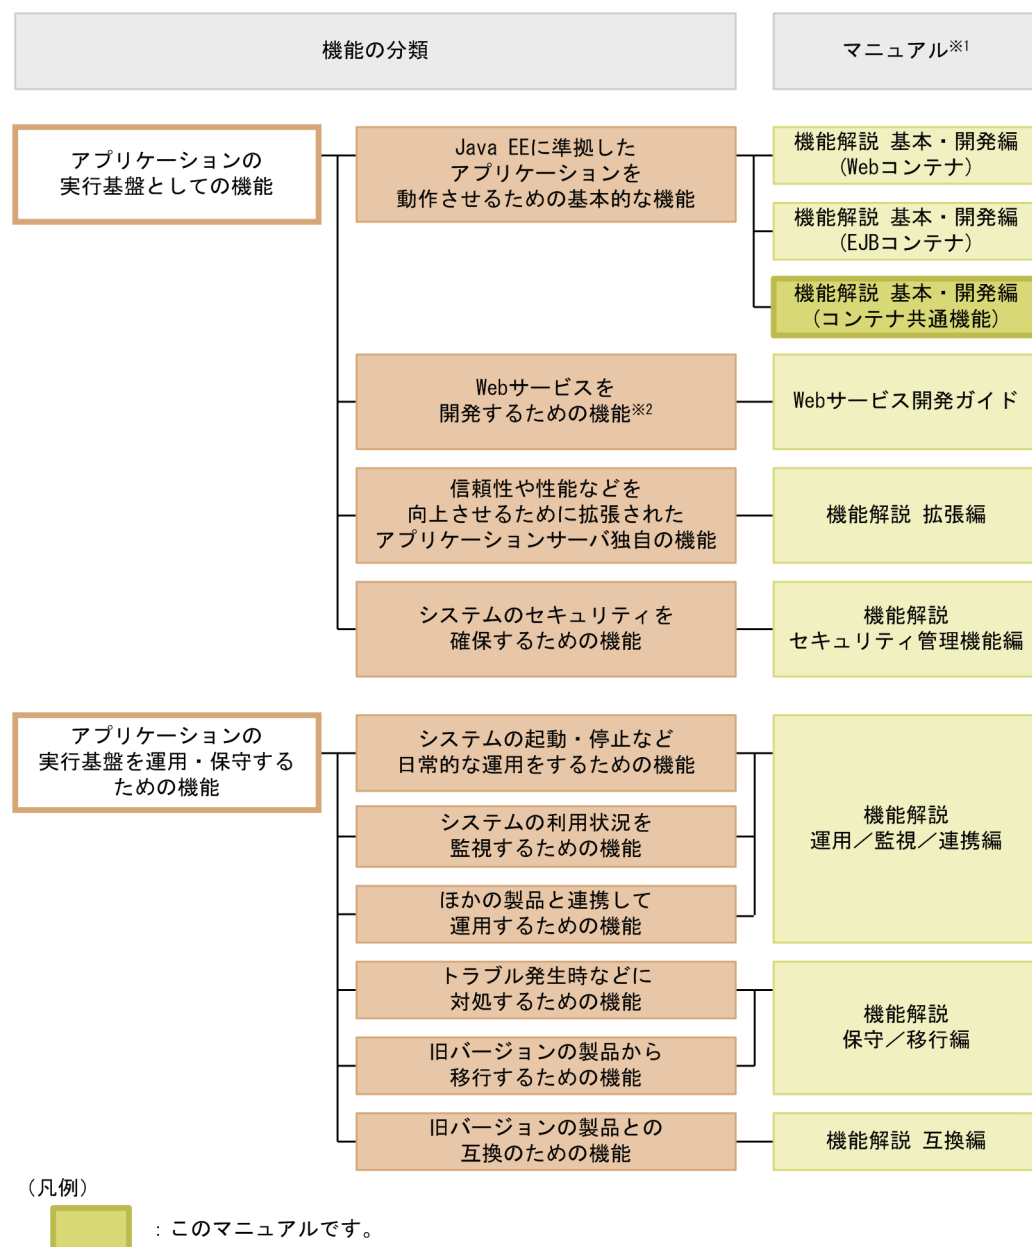 機能の分類
マニュアル※1
アプリケーションの
実行基盤としての機能
Java EEに準拠した
アプリケーションを
動作させるための基本的な機能
機能解説 基本・開発編
(Webコンテナ)
機能解説 基本・開発編
(EJBコンテナ)
機能解説 基本・開発編
(コンテナ共通機能)
Webサービスを
開発するための機能※2
Webサービス開発ガイド
信頼性や性能などを
向上させるために拡張された
アプリケーションサーバ独自の機能
機能解説 拡張編
システムのセキュリティを
確保するための機能
機能解説
セキュリティ管理機能編
アプリケーションの
実行基盤を運用・保守する
ための機能
システムの起動・停止など
日常的な運用をするための機能
システムの利用状況を
監視するための機能
ほかの製品と連携して
運用するための機能
機能解説
運用／監視／連携編
トラブル発生時などに
対処するための機能
旧バージョンの製品から
移行するための機能
機能解説
保守／移行編
旧バージョンの製品との
互換のための機能
機能解説 互換編
(凡例)
：このマニュアルです。